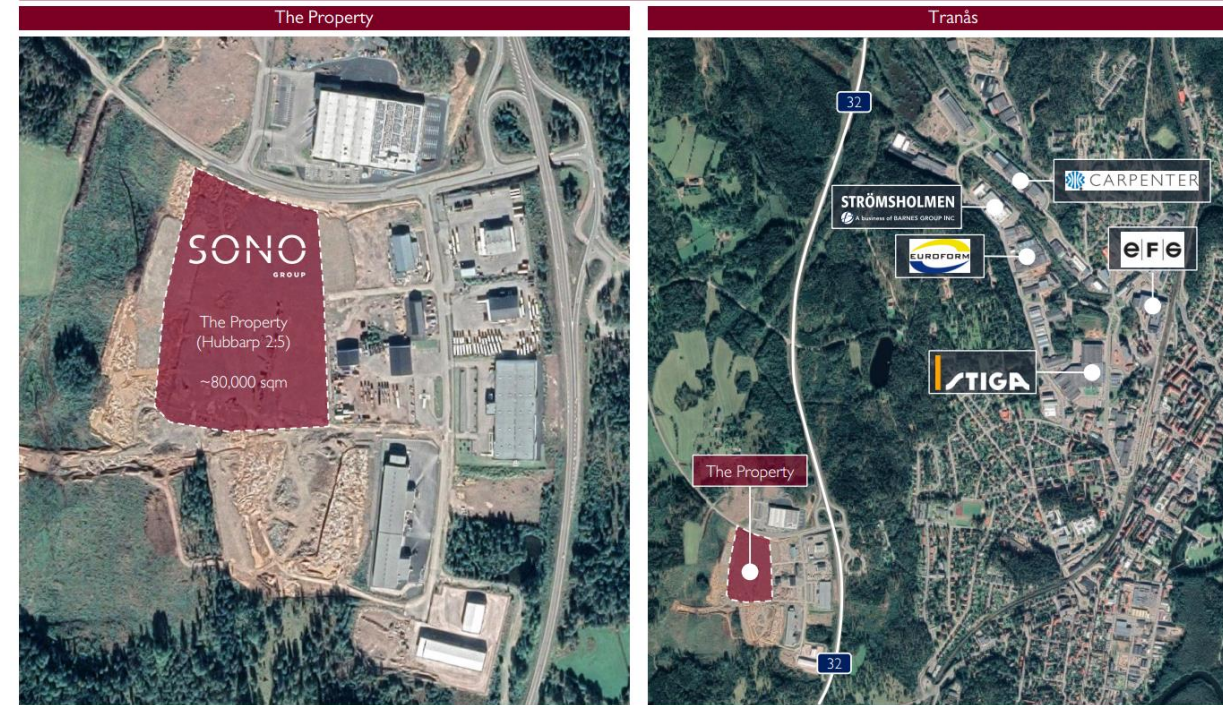 The Property
SONO
GROUP
The Property
(Hubbarp 2:5)
~80,000 sqm
Tranås
32
CARPENTER
STRÖMSHOLMEN
A business of BARNES GROUP INC
EUROFORM
e|F|G
STIGA
The Property
32